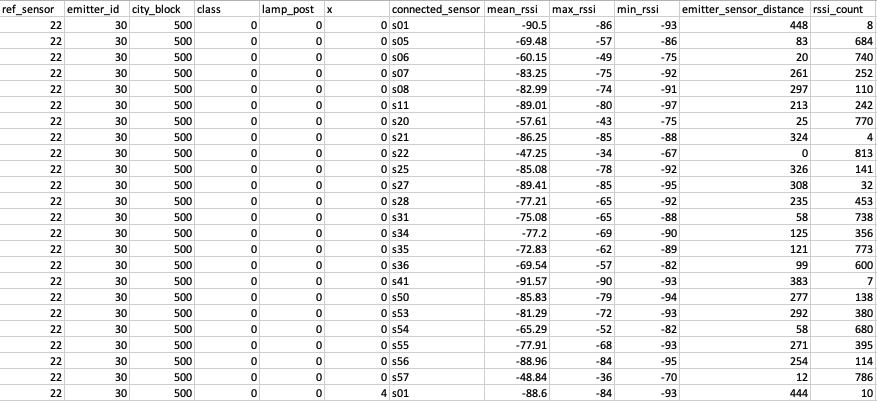 ref_sensor emitter_id city_block class lamp_post x connected_sensor mean_rssi max_rssi min_rssi emitter_sensor_distance rssi_count
22 30 500 0 0 0 s01 -90.5 -86 -93 448 8
22 30 500 0 0 0 s05 -69.48 -57 -86 83 684
22 30 500 0 0 0 s06 -60.15 -49 -75 20 740
22 30 500 0 0 0 s07 -83.25 -75 -92 261 252
22 30 500 0 0 0 s08 -82.99 -74 -91 297 110
22 30 500 0 0 0 s11 -89.01 -80 -97 213 242
22 30 500 0 0 0 s20 -57.61 -43 -75 25 770
22 30 500 0 0 0 s21 -86.25 -85 -88 324 4
22 30 500 0 0 0 s22 -47.25 -34 -67 0 813
22 30 500 0 0 0 s25 -85.08 -78 -92 326 141
22 30 500 0 0 0 s27 -89.41 -85 -95 308 32
22 30 500 0 0 0 s28 -77.21 -65 -92 235 453
22 30 500 0 0 0 s31 -75.08 -65 -88 58 738
22 30 500 0 0 0 s34 -77.2 -69 -90 125 356
22 30 500 0 0 0 s35 -72.83 -62 -89 121 773
22 30 500 0 0 0 s36 -69.54 -57 -82 99 600
22 30 500 0 0 0 s41 -91.57 -90 -93 383 7
22 30 500 0 0 0 s50 -85.83 -79 -94 277 138
22 30 500 0 0 0 s53 -81.29 -72 -93 292 380
22 30 500 0 0 0 s54 -65.29 -52 -82 58 680
22 30 500 0 0 0 s55 -77.91 -68 -93 271 395
22 30 500 0 0 0 s56 -88.96 -84 -95 254 114
22 30 500 0 0 0 s57 -48.84 -36 -70 12 786
22 30 500 0 0 4 s01 -88.6 -84 -93 444 10